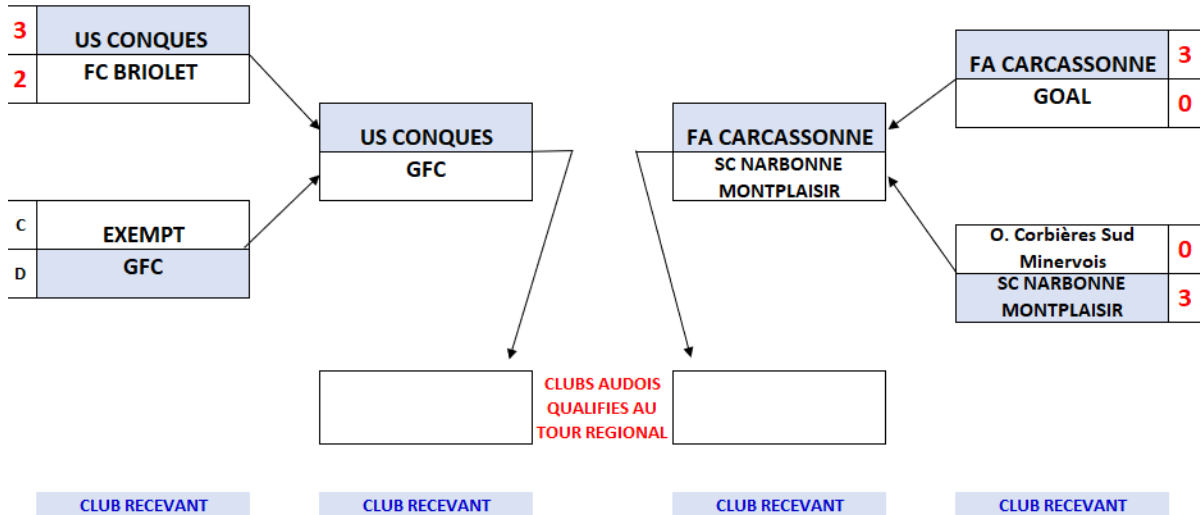 3
US CONQUES
2
FC BRIOLET
C
EXEMPT
D
GFC
US CONQUES
GFC
FA CARCASSONNE
SC NARBONNE
MONTPLAISIR
FA CARCASSONNE
3
GOAL
0
O. Corbières Sud
Minervois
0
SC NARBONNE
MONTPLAISIR
3
CLUBS AUDOIS
QUALIFIES AU
TOUR REGIONAL
CLUB RECEVANT
CLUB RECEVANT
CLUB RECEVANT
CLUB RECEVANT